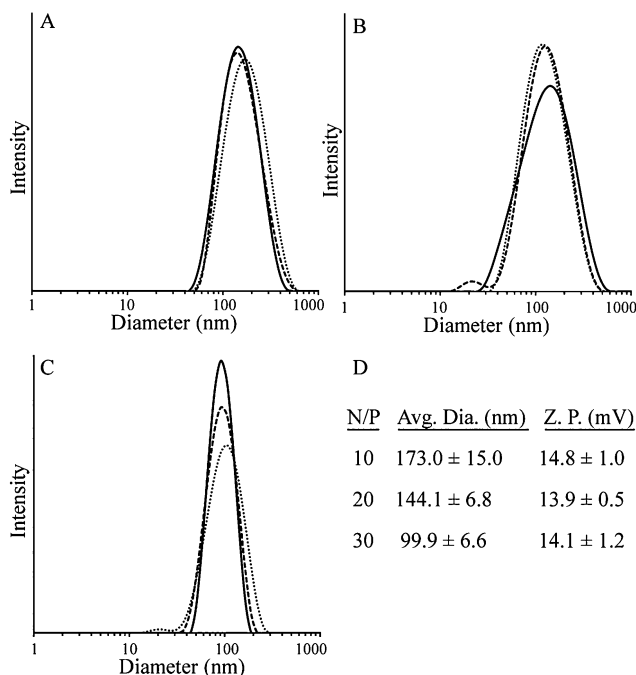 A
Intensity
1
10
100
1000
Diameter (nm)
B
Intensity
1
10
100
1000
Diameter (nm)
C
Intensity
1
10
100
1000
Diameter (nm)
D
N/P Avg. Dia. (nm) Z. P. (mV)
10 173.0 ± 15.0 14.8 ± 1.0
20 144.1 ± 6.8 13.9 ± 0.5
30 99.9 ± 6.6 14.1 ± 1.2